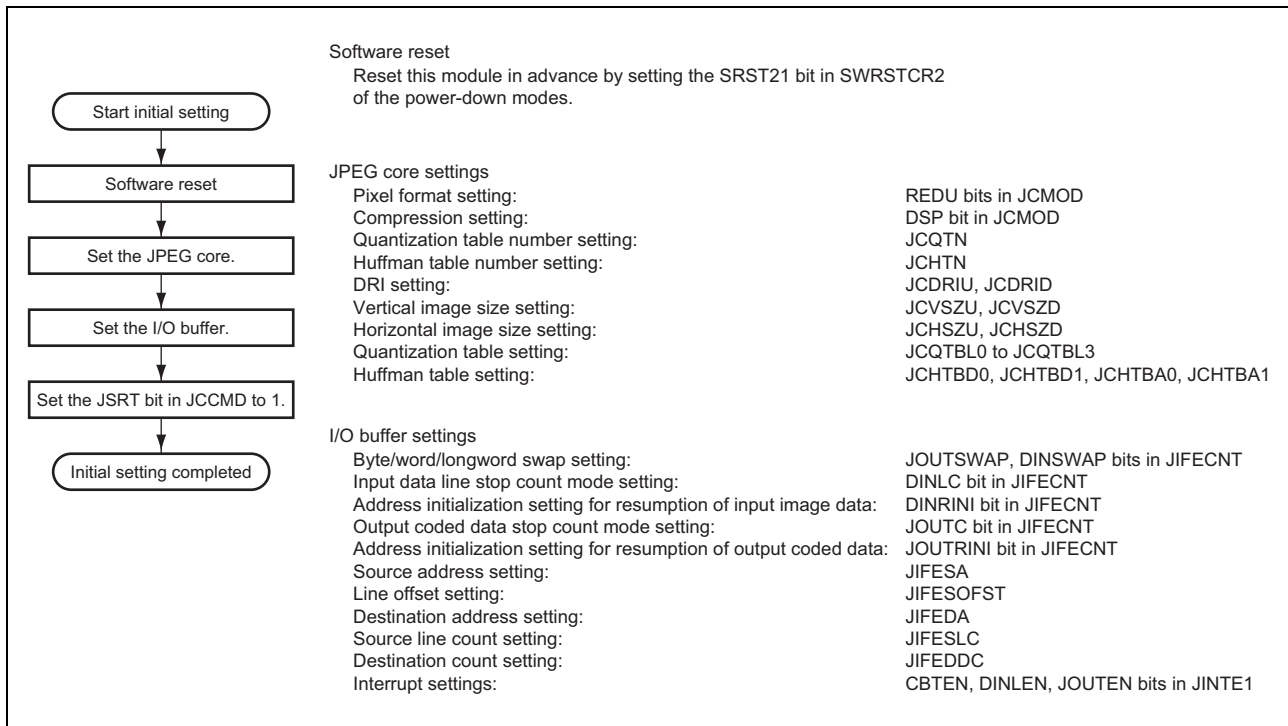 Start initial setting
Software reset
Set the JPEG core.
Set the I/O buffer.
Set the JSRT bit in JCCMD to 1.
Initial setting completed
Software reset
Reset this module in advance by setting the SRST21 bit in SWRSTCR2
of the power-down modes.
JPEG core settings
Pixel format setting: REDU bits in JCMOD
Compression setting: DSP bit in JCMOD
Quantization table number setting: JCQTN
Huffman table number setting: JCHTN
DRI setting: JCDRIU, JCDRID
Vertical image size setting: JCVSZU, JCVSZD
Horizontal image size setting: JCHSZU, JCHSZD
Quantization table setting: JCQTBL0 to JCQTBL3
Huffman table setting: JCHTBD0, JCHTBD1, JCHTBA0, JCHTBA1
I/O buffer settings
Byte/word/longword swap setting: JOUTSWAP, DINSWAP bits in JIFECNT
Input data line stop count mode setting: DINLC bit in JIFECNT
Address initialization setting for resumption of input image data: DINRINI bit in JIFECNT
Output coded data stop count mode setting: JOUTC bit in JIFECNT
Address initialization setting for resumption of output coded data: JOUTRINI bit in JIFECNT
Source address setting: JIFESA
Line offset setting: JIFESOFST
Destination address setting: JIFEDA
Source line count setting: JIFESLC
Destination count setting: JIFEDDC
Interrupt settings: CBTEN, DINLEN, JOUTEN bits in JINTE1